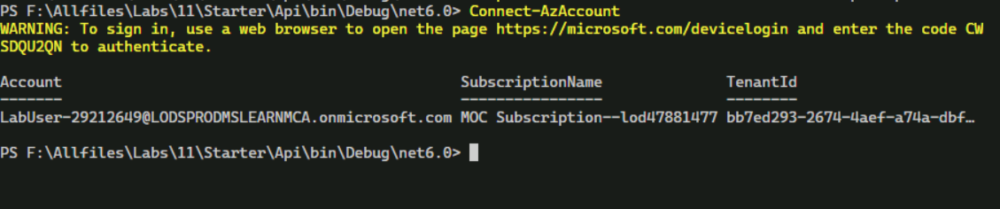 PS F:\Allfiles\Labs\11\Starter\Api\bin\Debug\net6.0> Connect-AzAccount
WARNING: To sign in, use a web browser to open the page https://microsoft.com/devicelogin and enter the code CW
SDQU2QN to authenticate.
Account SubscriptionName TenantId
------- ---------------- --------
LabUser-29212649@LODSPRODMSLEARNMCA.onmicrosoft.com MOC Subscription--lod47881477 bb7ed293-2674-4aef-a74a-dbf…
PS F:\Allfiles\Labs\11\Starter\Api\bin\Debug\net6.0>